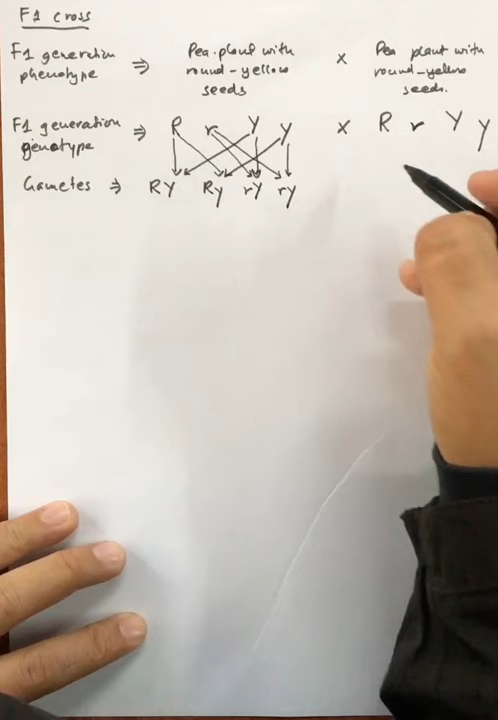 F1 cross
F1 generation phenotype ⇒ Pea plant with round-yellow seeds × Pea plant with round-yellow seeds.
F1 generation genotype ⇒ R r Y y × R r Y y
Gametes ⇒ RY Ry rY ry